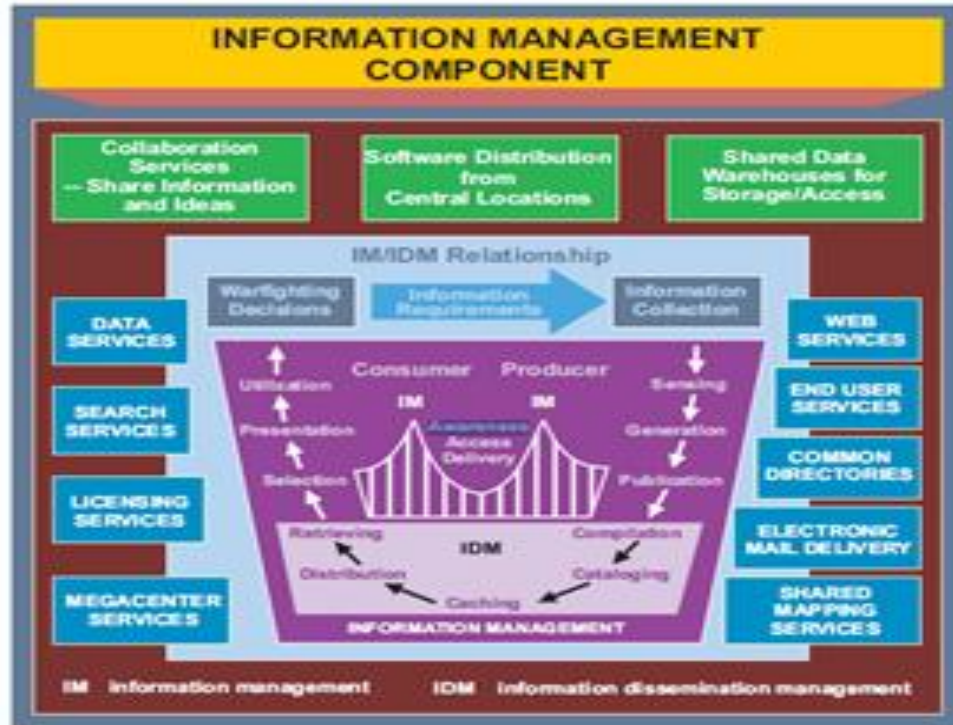 INFORMATION MANAGEMENT
COMPONENT
Collaboration
Services
-- Share Information
and Ideas
Software Distribution
from
Central Locations
Shared Data
Warehouses for
Storage/Access
IM/IDM Relationship
Warfighting
Decisions
Information
Requirements
Information
Collection
DATA
SERVICES
SEARCH
SERVICES
LICENSING
SERVICES
MEGACENTER
SERVICES
Consumer
Producer
IM
IM
Awareness
Access
Delivery
Utilization
Presentation
Selection
Retrieving
Distribution
Caching
Sensing
Generation
Publication
Compilation
Cataloging
IDM
INFORMATION MANAGEMENT
WEB
SERVICES
END USER
SERVICES
COMMON
DIRECTORIES
ELECTRONIC
MAIL DELIVERY
SHARED
MAPPING
SERVICES
IM information management
IDM information dissemination management